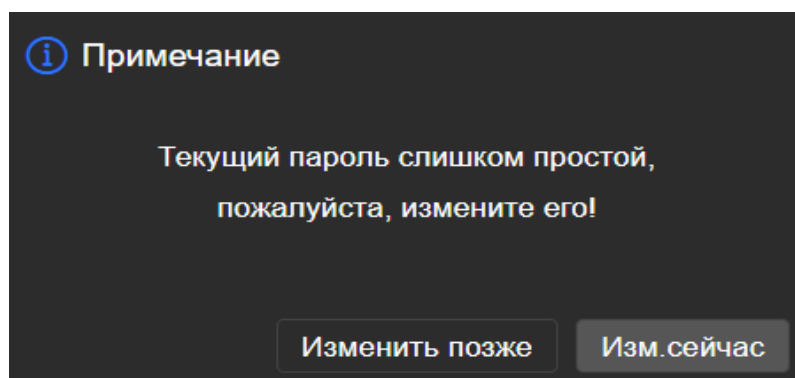 Примечание
Текущий пароль слишком простой,
пожалуйста, измените его!
Изменить позже
Изм.сейчас